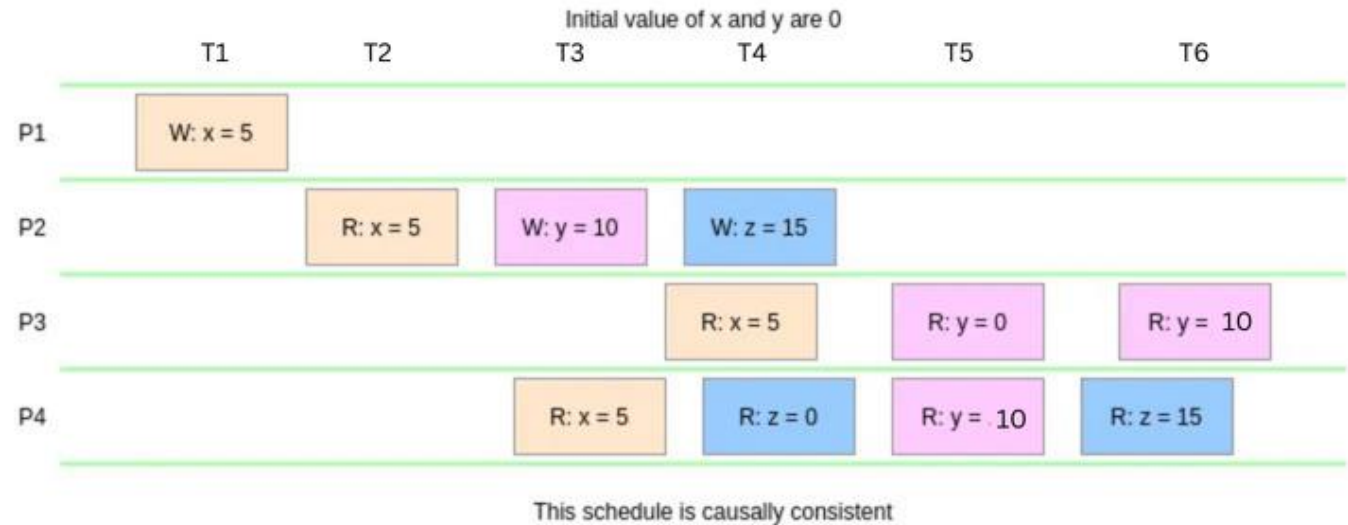 Initial value of x and y are 0
T1 T2 T3 T4 T5 T6
P1 W: x = 5
P2 R: x = 5 W: y = 10 W: z = 15
P3 R: x = 5 R: y = 0 R: y = 10
P4 R: x = 5 R: z = 0 R: y = 10 R: z = 15
This schedule is causally consistent